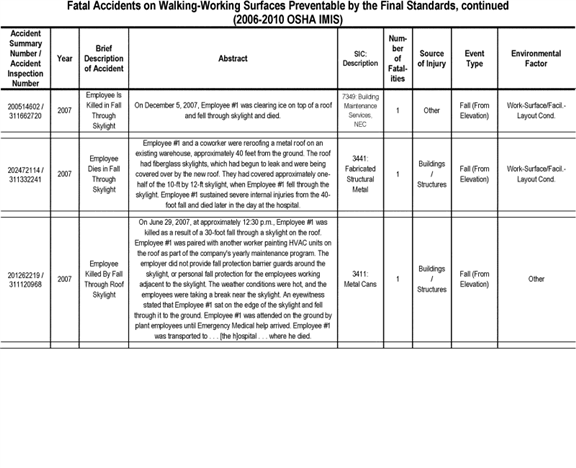 Fatal Accidents on Walking-Working Surfaces Preventable by the Final Standards, continued
(2006-2010 OSHA IMIS)
Accident
Summary
Number /
Accident
Inspection
Number
Year
Brief
Description
of Accident
Abstract
SIC:
Description
Num-
ber
of
Fatal-
ities
Source
of Injury
Event
Type
Environmental
Factor
200514602 /
311662720
2007
Employee Is
Killed in Fall
Through
Skylight
On December 5, 2007, Employee #1 was clearing ice on top of a roof
and fell through skylight and died.
7349: Building
Maintenance
Services,
NEC
1
Other
Fall (From
Elevation)
Work-Surface/Facil.-
Layout Cond.
202472114 /
311332241
2007
Employee
Dies in Fall
Through
Skylight
Employee #1 and a coworker were reroofing a metal roof on an
existing warehouse, approximately 40 feet from the ground. The roof
had fiberglass skylights, which had begun to leak and were being
covered over by the new roof. They had covered approximately one-
half of the 10-ft by 12-ft skylight, when Employee #1 fell through the
skylight. Employee #1 sustained severe internal injuries from the 40-
foot fall and died later in the day at the hospital.
3441:
Fabricated
Structural
Metal
1
Buildings
/
Structures
Fall (From
Elevation)
Work-Surface/Facil.-
Layout Cond.
201262219 /
311120968
2007
Employee
Killed By Fall
Through Roof
Skylight
On June 29, 2007, at approximately 12:30 p.m., Employee #1 was
killed as a result of a 30-foot fall through a skylight on the roof.
Employee #1 was paired with another worker painting HVAC units on
the roof as part of the company's yearly maintenance program. The
employer did not provide fall protection barrier guards around the
skylight, or personal fall protection for the employees working
adjacent to the skylight. The weather conditions were hot, and the
employees were taking a break near the skylight. An eyewitness
stated that Employee #1 sat on the edge of the skylight and fell
through it to the ground. Employee #1 was attended on the ground by
plant employees until Emergency Medical help arrived. Employee #1
was transported to . . . [the h]ospital . . . where he died.
3411:
Metal Cans
1
Buildings
/
Structures
Fall (From
Elevation)
Other